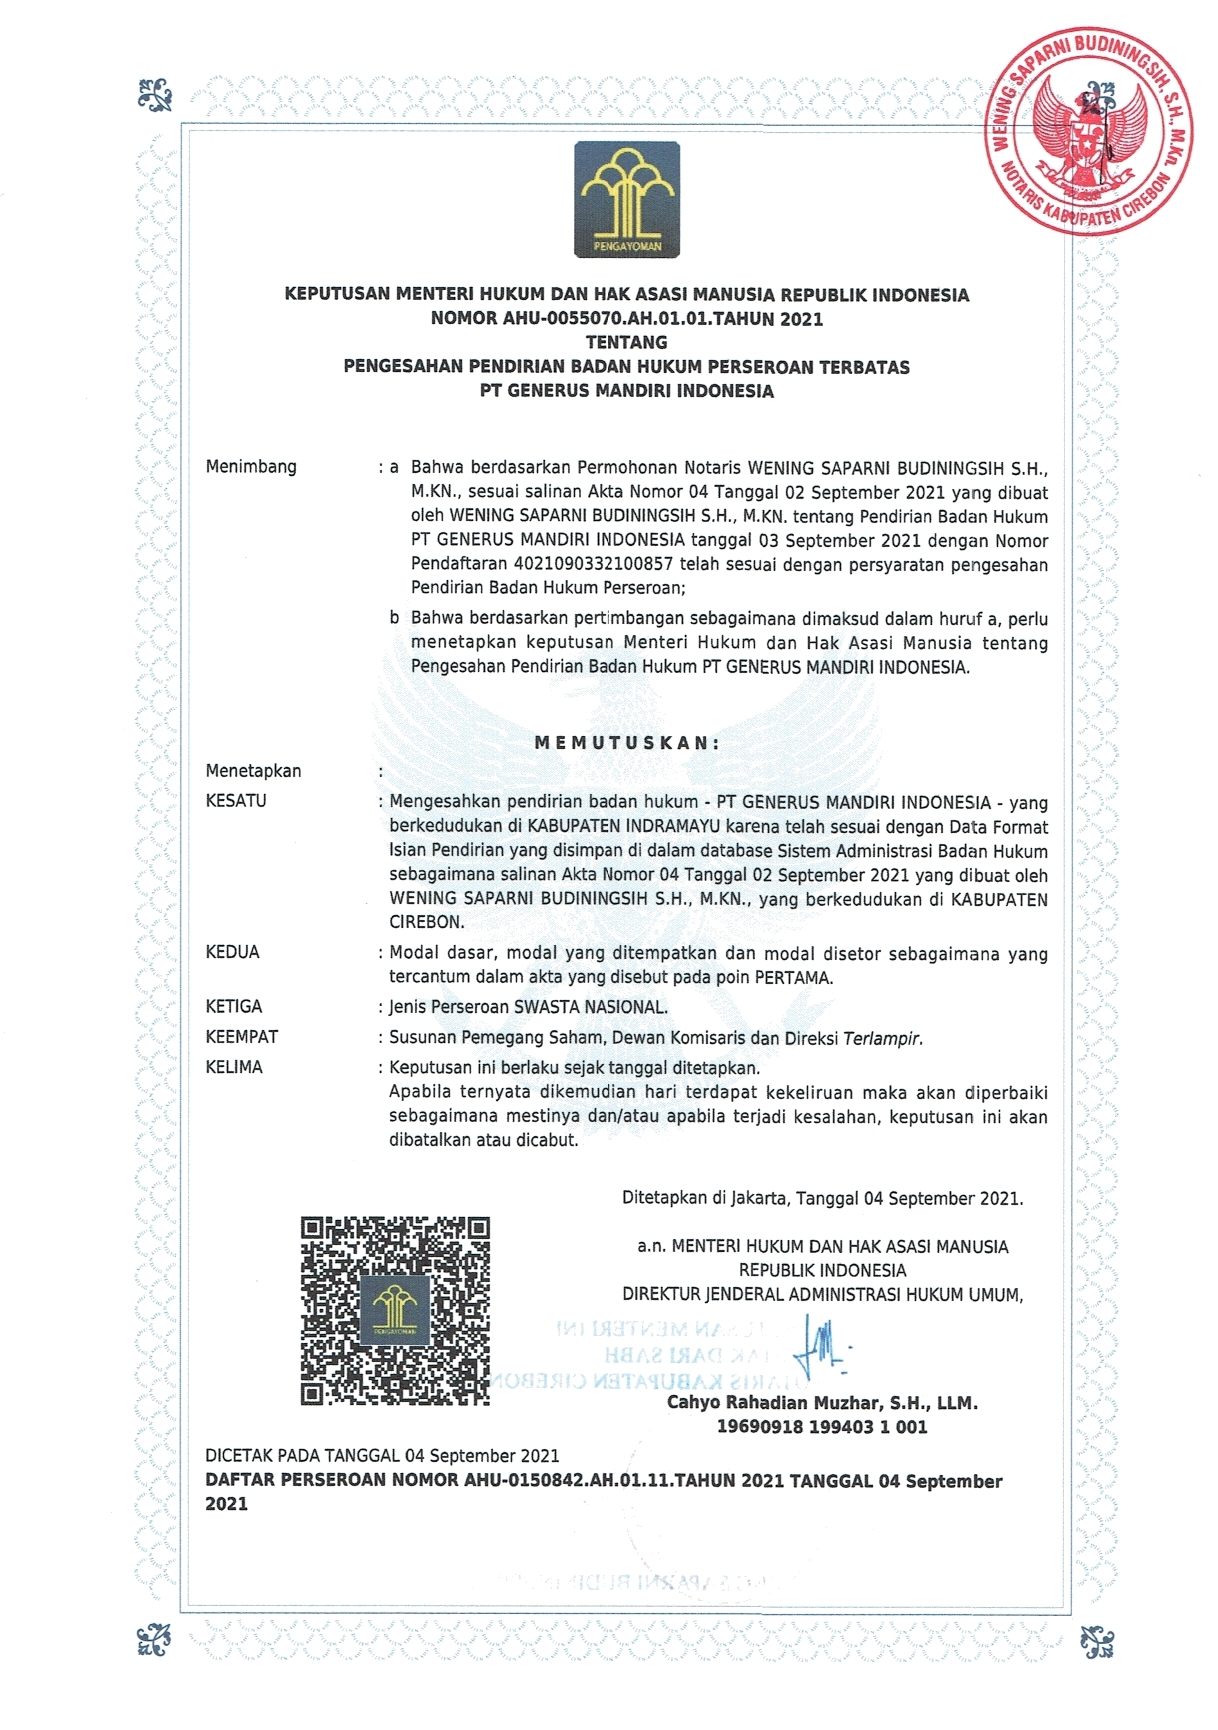 WENING SAPARNI BUDININGSIH, S.H., M.Kn.
NOTARIS KABUPATEN CIREBON
PENGAYOMAN
KEPUTUSAN MENTERI HUKUM DAN HAK ASASI MANUSIA REPUBLIK INDONESIA
NOMOR AHU-0055070.AH.01.01.TAHUN 2021
TENTANG
PENGESAHAN PENDIRIAN BADAN HUKUM PERSEROAN TERBATAS
PT GENERUS MANDIRI INDONESIA
Menimbang : a Bahwa berdasarkan Permohonan Notaris WENING SAPARNI BUDININGSIH S.H.,
M.KN., sesuai salinan Akta Nomor 04 Tanggal 02 September 2021 yang dibuat
oleh WENING SAPARNI BUDININGSIH S.H., M.KN. tentang Pendirian Badan Hukum
PT GENERUS MANDIRI INDONESIA tanggal 03 September 2021 dengan Nomor
Pendaftaran 4021090332100857 telah sesuai dengan persyaratan pengesahan
Pendirian Badan Hukum Perseroan;
b Bahwa berdasarkan pertimbangan sebagaimana dimaksud dalam huruf a, perlu
menetapkan keputusan Menteri Hukum dan Hak Asasi Manusia tentang
Pengesahan Pendirian Badan Hukum PT GENERUS MANDIRI INDONESIA.
M E M U T U S K A N :
Menetapkan :
KESATU : Mengesahkan pendirian badan hukum - PT GENERUS MANDIRI INDONESIA - yang
berkedudukan di KABUPATEN INDRAMAYU karena telah sesuai dengan Data Format
Isian Pendirian yang disimpan di dalam database Sistem Administrasi Badan Hukum
sebagaimana salinan Akta Nomor 04 Tanggal 02 September 2021 yang dibuat oleh
WENING SAPARNI BUDININGSIH S.H., M.KN., yang berkedudukan di KABUPATEN
CIREBON.
KEDUA : Modal dasar, modal yang ditempatkan dan modal disetor sebagaimana yang
tercantum dalam akta yang disebut pada poin PERTAMA.
KETIGA : Jenis Perseroan SWASTA NASIONAL.
KEEMPAT : Susunan Pemegang Saham, Dewan Komisaris dan Direksi Terlampir.
KELIMA : Keputusan ini berlaku sejak tanggal ditetapkan.
Apabila ternyata dikemudian hari terdapat kekeliruan maka akan diperbaiki
sebagaimana mestinya dan/atau apabila terjadi kesalahan, keputusan ini akan
dibatalkan atau dicabut.
Ditetapkan di Jakarta, Tanggal 04 September 2021.
a.n. MENTERI HUKUM DAN HAK ASASI MANUSIA
REPUBLIK INDONESIA
DIREKTUR JENDERAL ADMINISTRASI HUKUM UMUM,
PENGAYOMAN
Cahyo Rahadian Muzhar, S.H., LLM.
19690918 199403 1 001
DICETAK PADA TANGGAL 04 September 2021
DAFTAR PERSEROAN NOMOR AHU-0150842.AH.01.11.TAHUN 2021 TANGGAL 04 September
2021